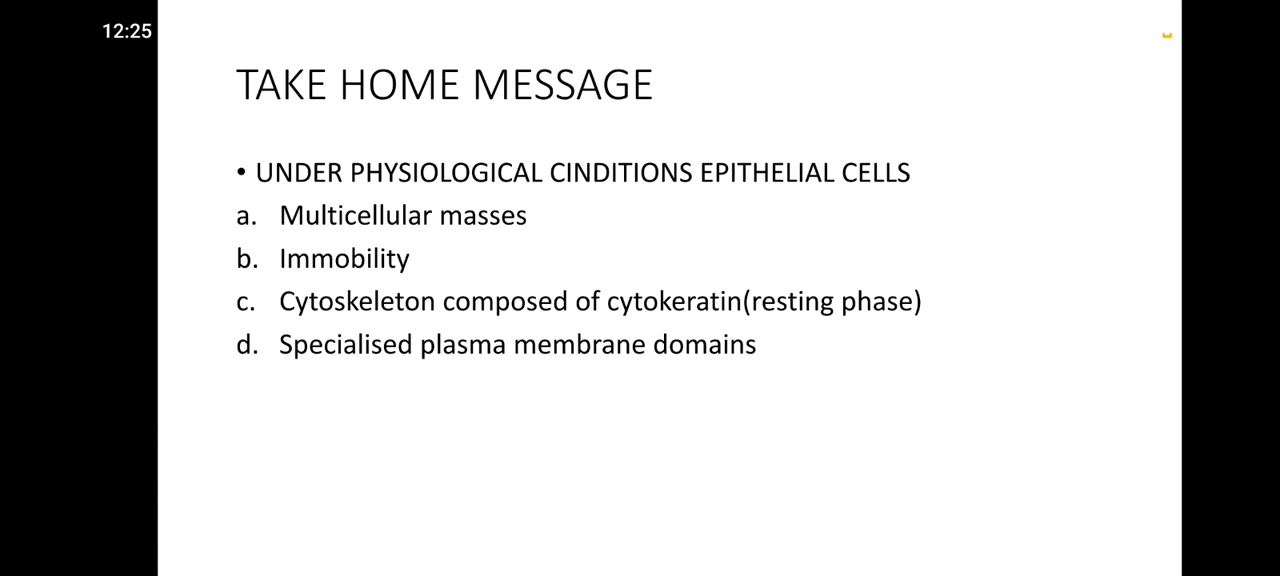 12:25
TAKE HOME MESSAGE
• UNDER PHYSIOLOGICAL CINDITIONS EPITHELIAL CELLS
a. Multicellular masses
b. Immobility
c. Cytoskeleton composed of cytokeratin(resting phase)
d. Specialised plasma membrane domains